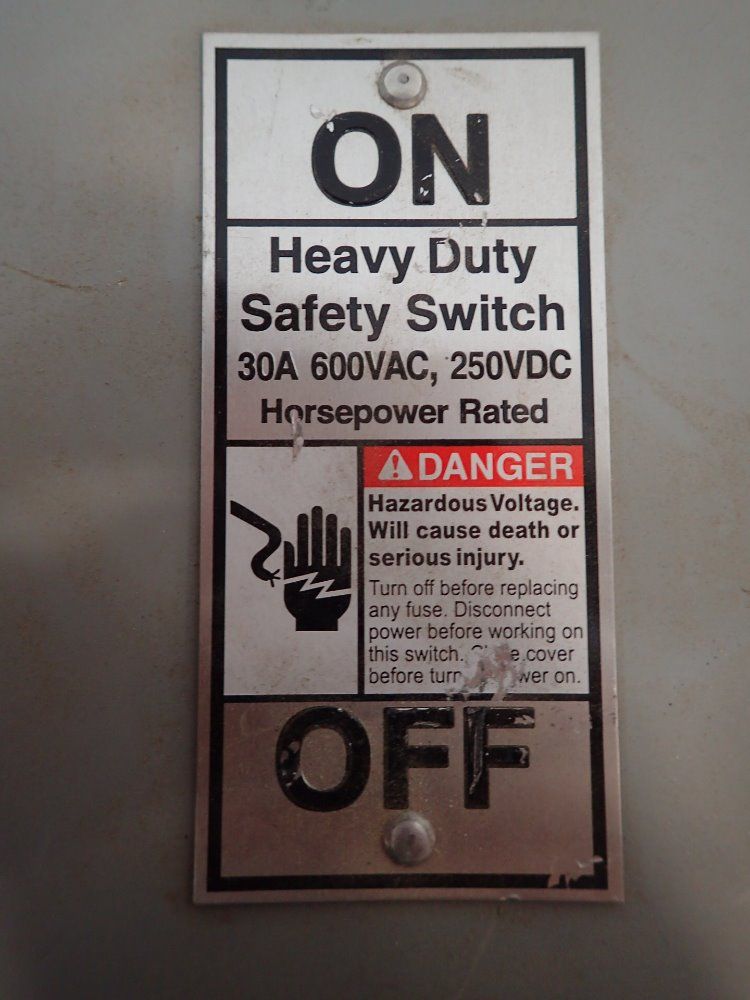 ON
Heavy Duty
Safety Switch
30A 600VAC, 250VDC
Horsepower Rated
DANGER
Hazardous Voltage.
Will cause death or
serious injury.
Turn off before replacing
any fuse. Disconnect
power before working on
this switch. cover
before on.
OFF